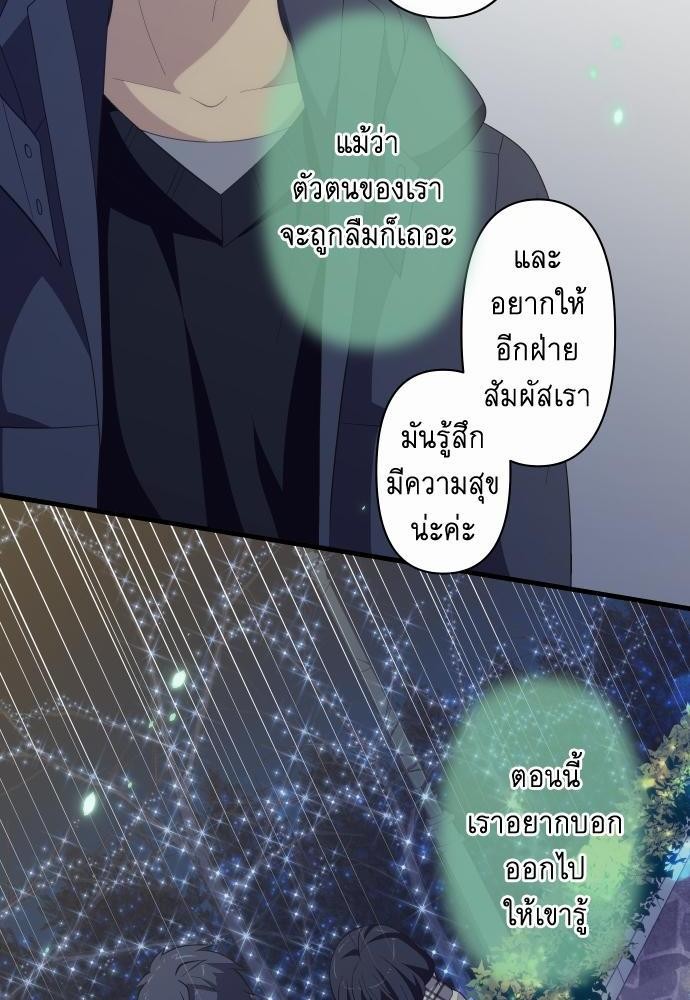 แม้ว่า
ตัวตนของเรา
จะถูกลืมก็เถอะ
และ
อยากให้
อีกฝ่าย
สัมผัสเรา
มันรู้สึก
มีความสุข
น่ะค่ะ
ตอนนี้
เราอยากบอก
ออกไป
ให้เขารู้